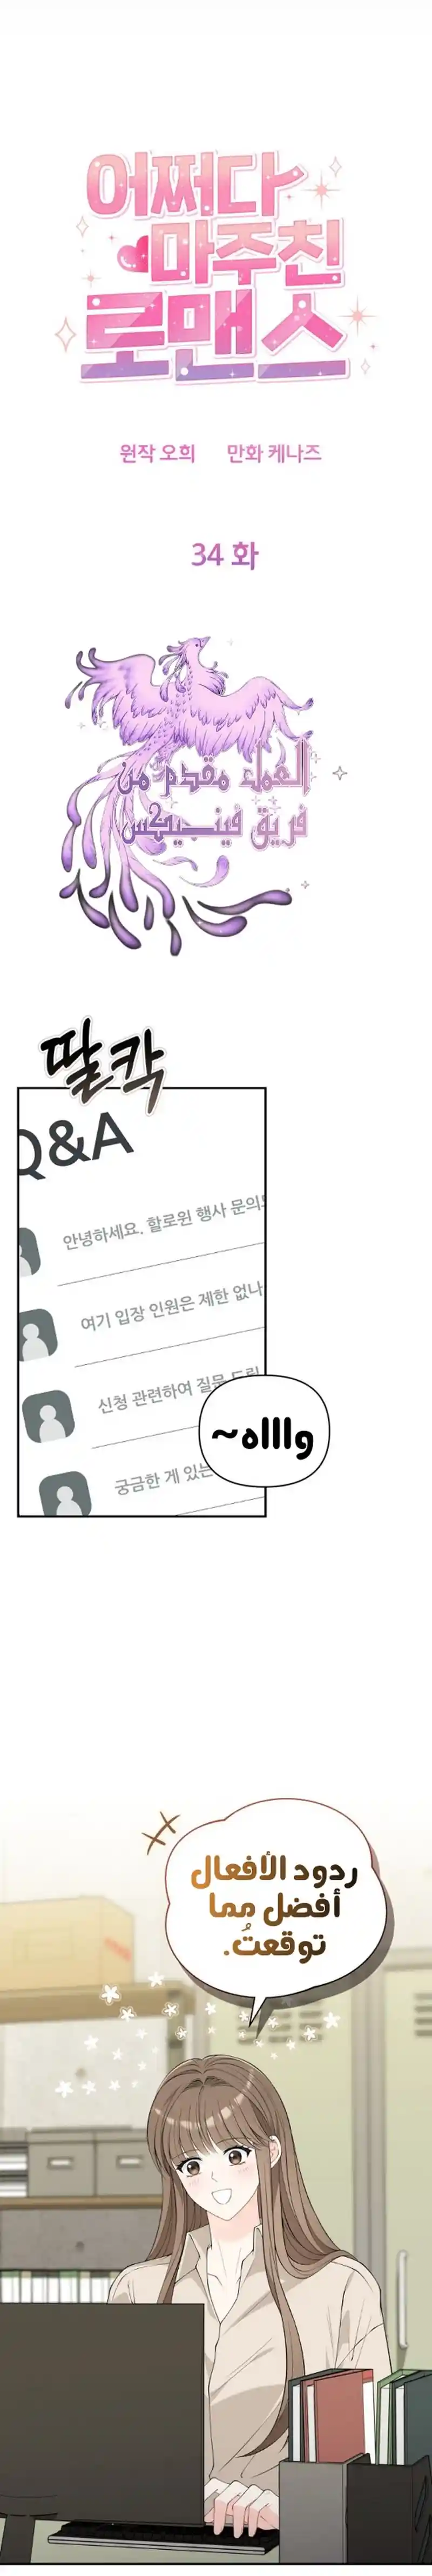 어쩌다
마주친
로맨스
원작 오희 만화 케나즈
34 화
العمل مقدم من
فريق فينيكس
딸칵
Q&A
안녕하세요. 할로윈 행사 문의
여기 입장 인원은 제한 없나
신청 관련하여 질문 드립
궁금한 게 있는
واااه~
ردود الأفعال
أفضل مما
توقعتُ.